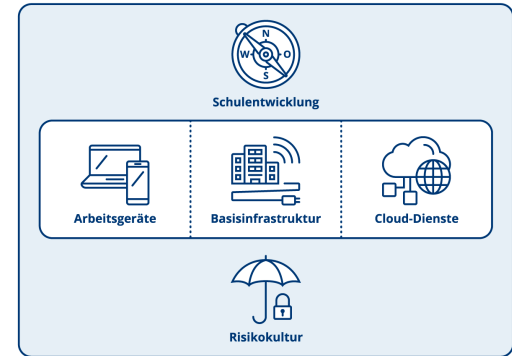 N
W O
S
Schulentwicklung
Arbeitsgeräte Basisinfrastruktur Cloud-Dienste
Risikokultur